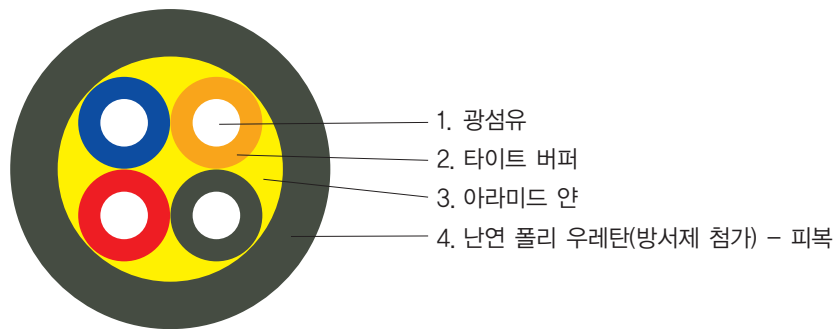 1. 광섬유
2. 타이트 버퍼
3. 아라미드 얀
4. 난연 폴리 우레탄(방서제 첨가) - 피복